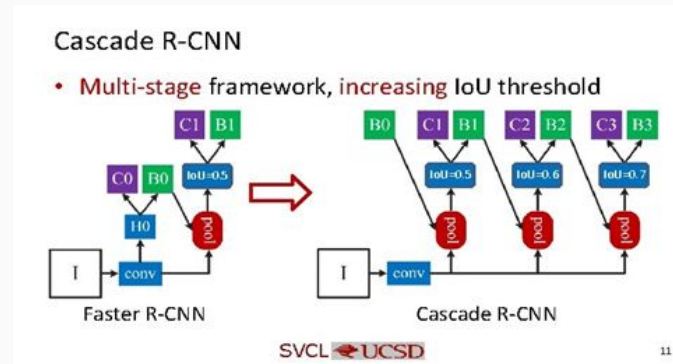 Cascade R-CNN
• Multi-stage framework, increasing IoU threshold
C1 B1
C0 B0 IoU=0.5
H0 pool
I conv
Faster R-CNN
B0 C1 B1 C2 B2 C3 B3
IoU=0.5 IoU=0.6 IoU=0.7
pool pool pool
I conv
Cascade R-CNN
SVCL UCSD
11